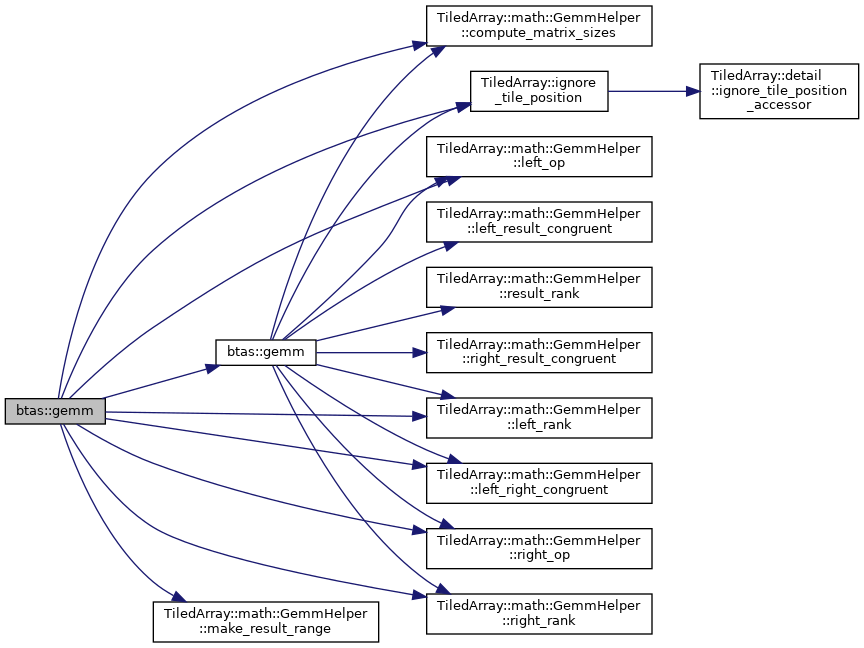 TiledArray::math::GemmHelper
::compute_matrix_sizes
TiledArray::ignore
_tile_position
TiledArray::detail
::ignore_tile_position
_accessor
TiledArray::math::GemmHelper
::left_op
TiledArray::math::GemmHelper
::left_result_congruent
TiledArray::math::GemmHelper
::result_rank
btas::gemm
TiledArray::math::GemmHelper
::right_result_congruent
btas::gemm
TiledArray::math::GemmHelper
::left_rank
TiledArray::math::GemmHelper
::left_right_congruent
TiledArray::math::GemmHelper
::right_op
TiledArray::math::GemmHelper
::right_rank
TiledArray::math::GemmHelper
::make_result_range